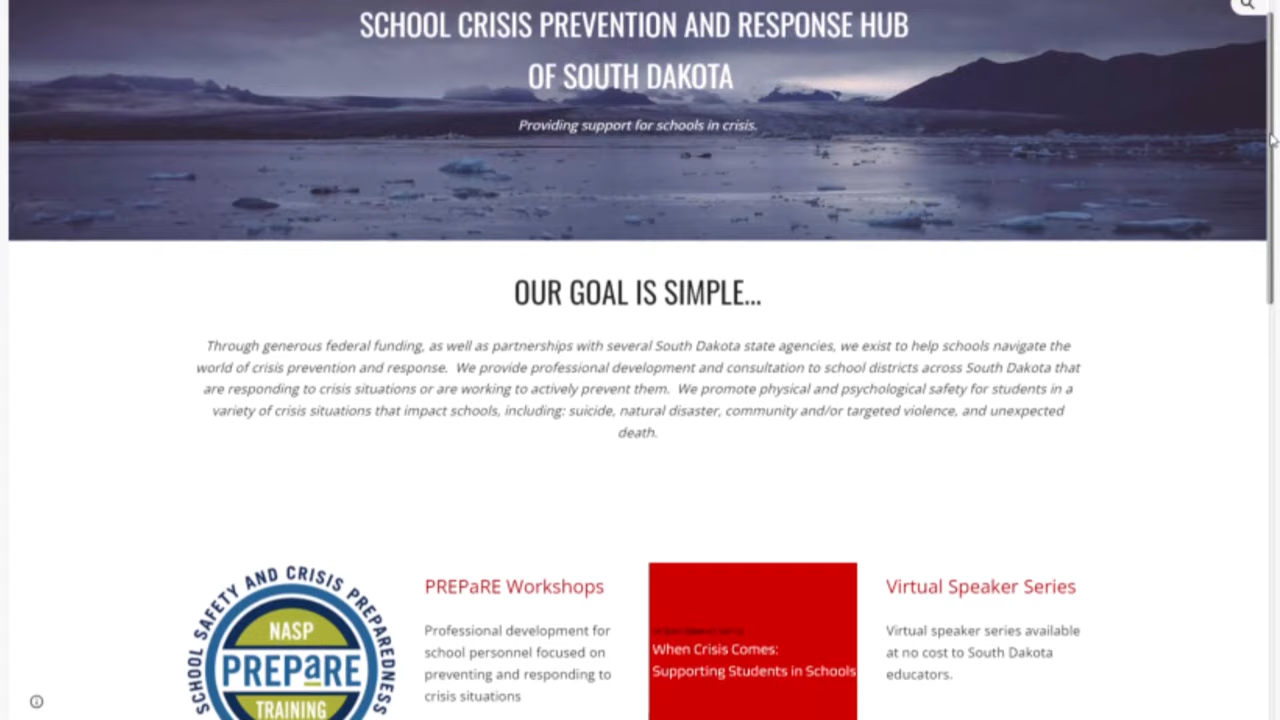 SCHOOL CRISIS PREVENTION AND RESPONSE HUB
OF SOUTH DAKOTA
Providing support for schools in crisis.
OUR GOAL IS SIMPLE...
Through generous federal funding, as well as partnerships with several South Dakota state agencies, we exist to help schools navigate the
world of crisis prevention and response. We provide professional development and consultation to school districts across South Dakota that
are responding to crisis situations or are working to actively prevent them. We promote physical and psychological safety for students in a
variety of crisis situations that impact schools, including: suicide, natural disaster, community and/or targeted violence, and unexpected
death.
SCHOOL SAFETY AND CRISIS PREPAREDNESS
NASP
PREPaRE
TRAINING
PREPaRE Workshops
Professional development for
school personnel focused on
preventing and responding to
crisis situations
When Crisis Comes:
Supporting Students in Schools
Virtual Speaker Series
Virtual speaker series available
at no cost to South Dakota
educators.